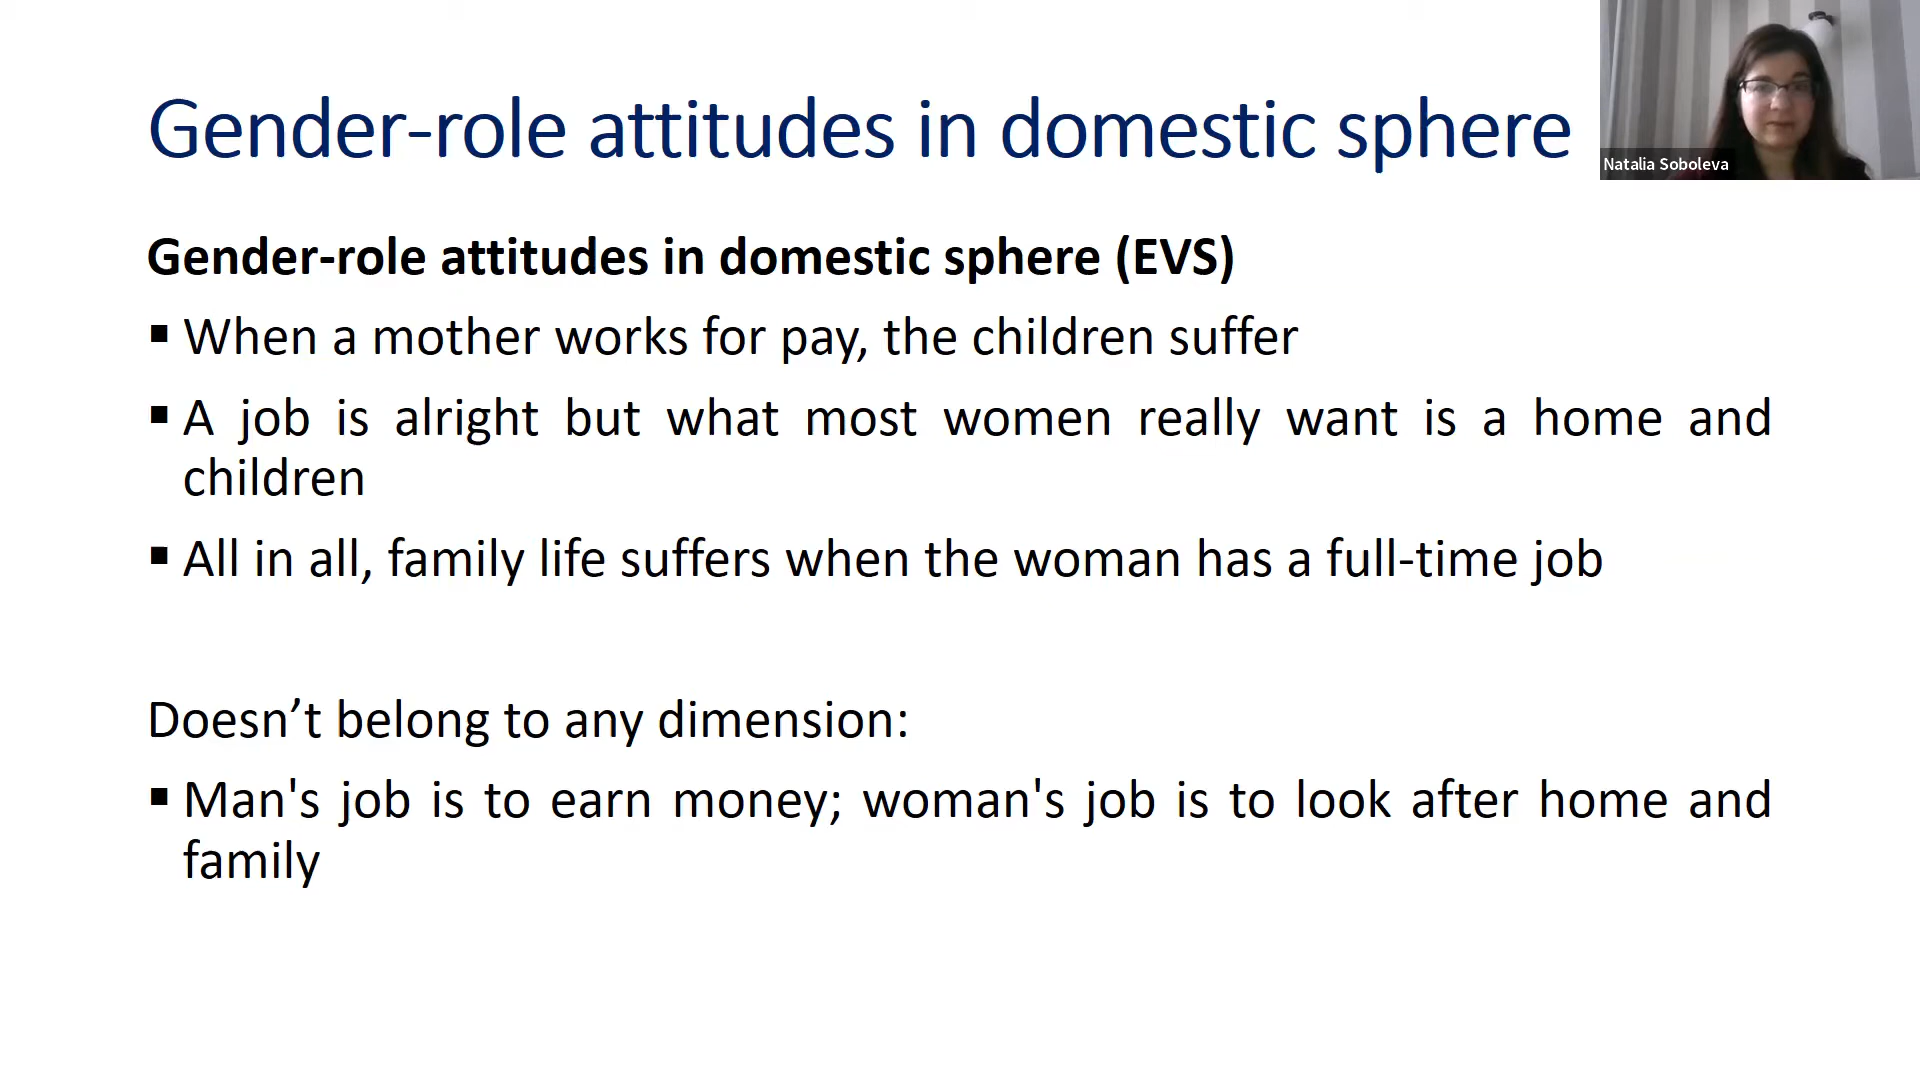 Gender-role attitudes in domestic sphere
Natalia Soboleva
Gender-role attitudes in domestic sphere (EVS)
▪ When a mother works for pay, the children suffer
▪ A job is alright but what most women really want is a home and
children
▪ All in all, family life suffers when the woman has a full-time job
Doesn’t belong to any dimension:
▪ Man's job is to earn money; woman's job is to look after home and
family